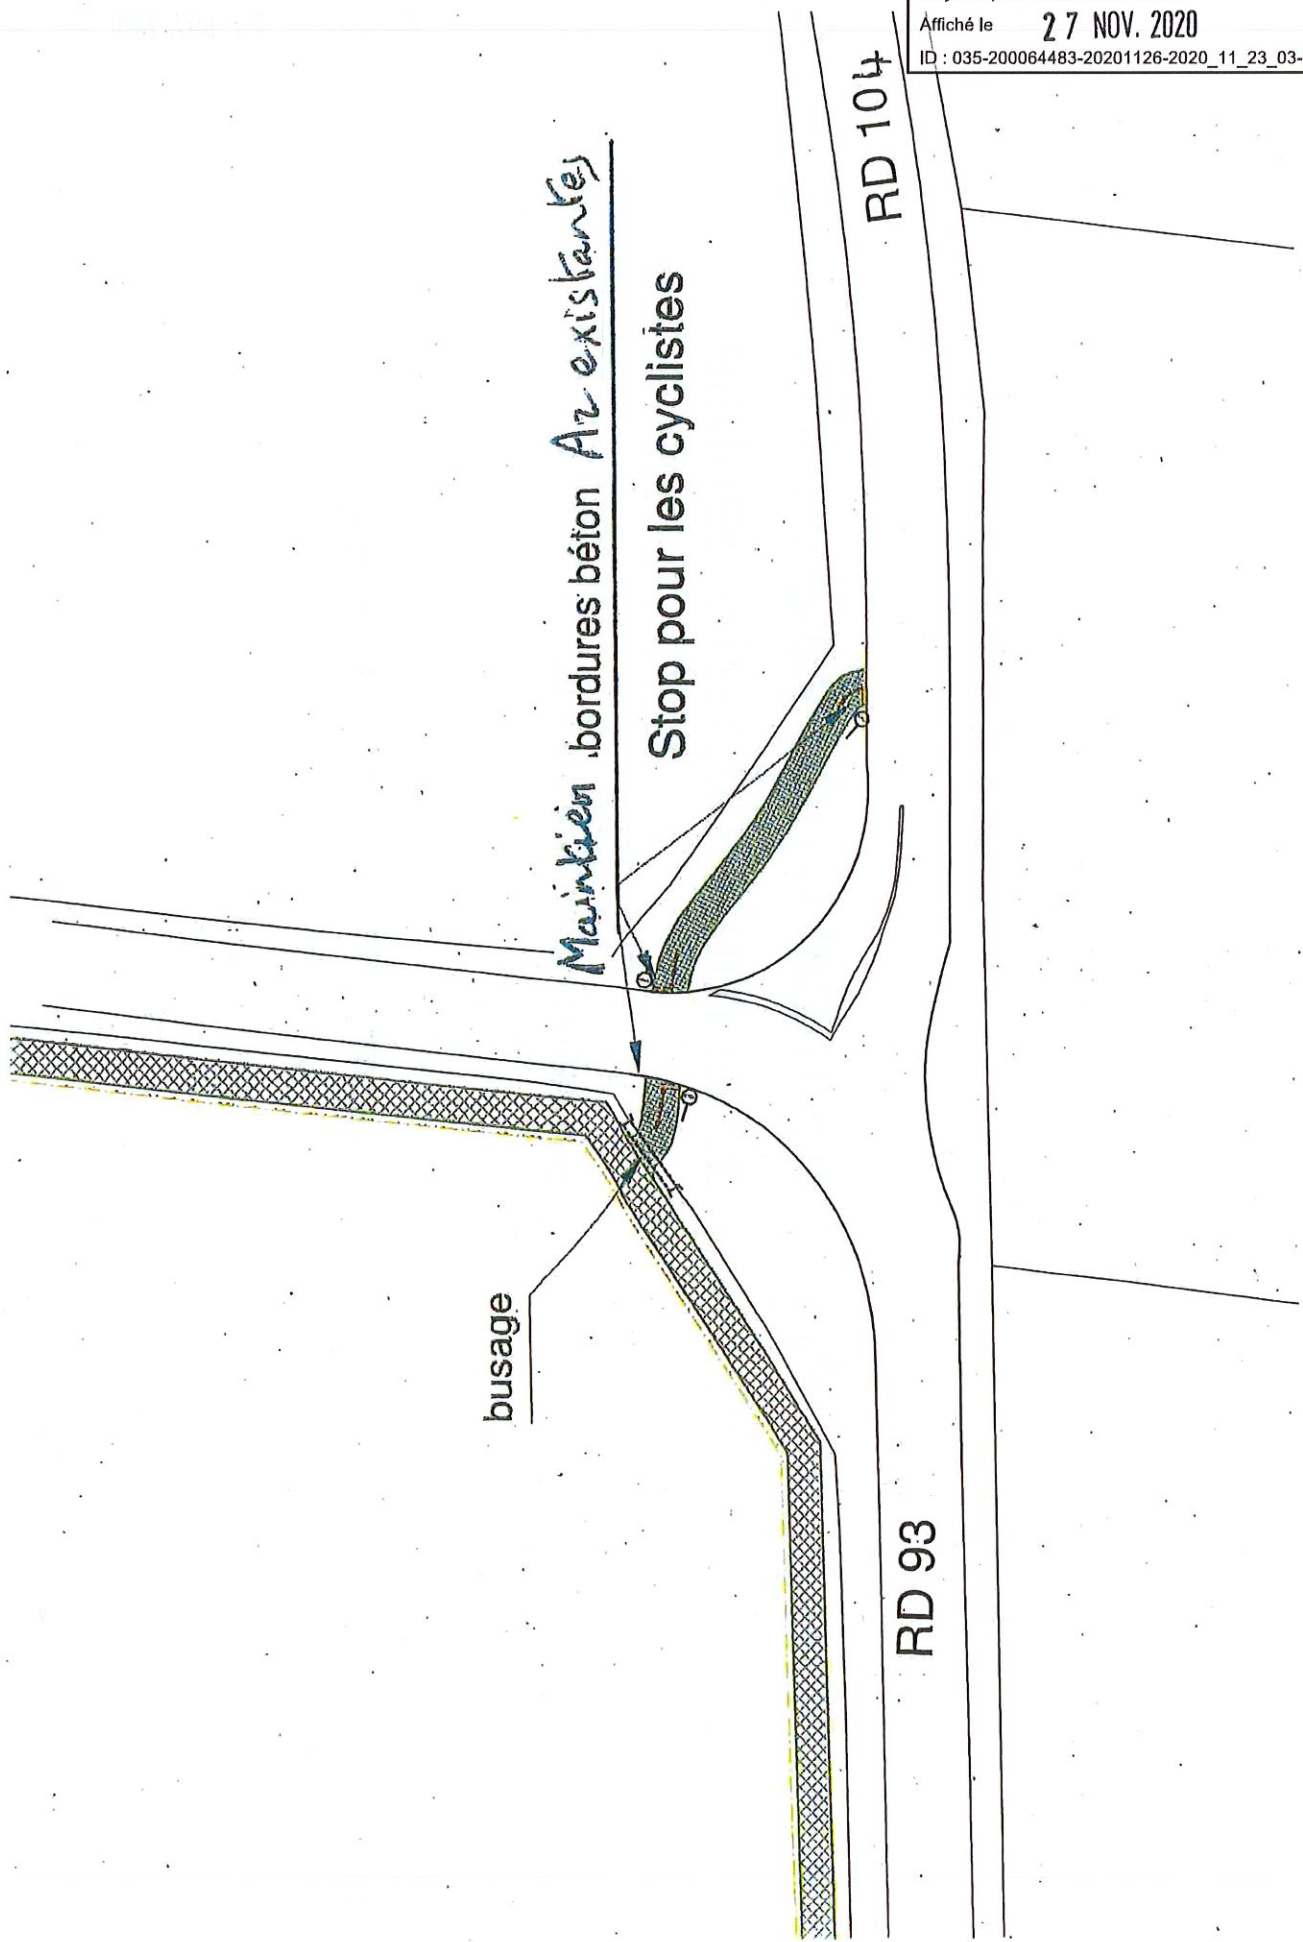 Affiché le 27 NOV. 2020
ID : 035-200064483-20201126-2020_11_23_03-
RD 104
Maintien bordures béton A2 existantes
Stop pour les cyclistes
busage
RD 93